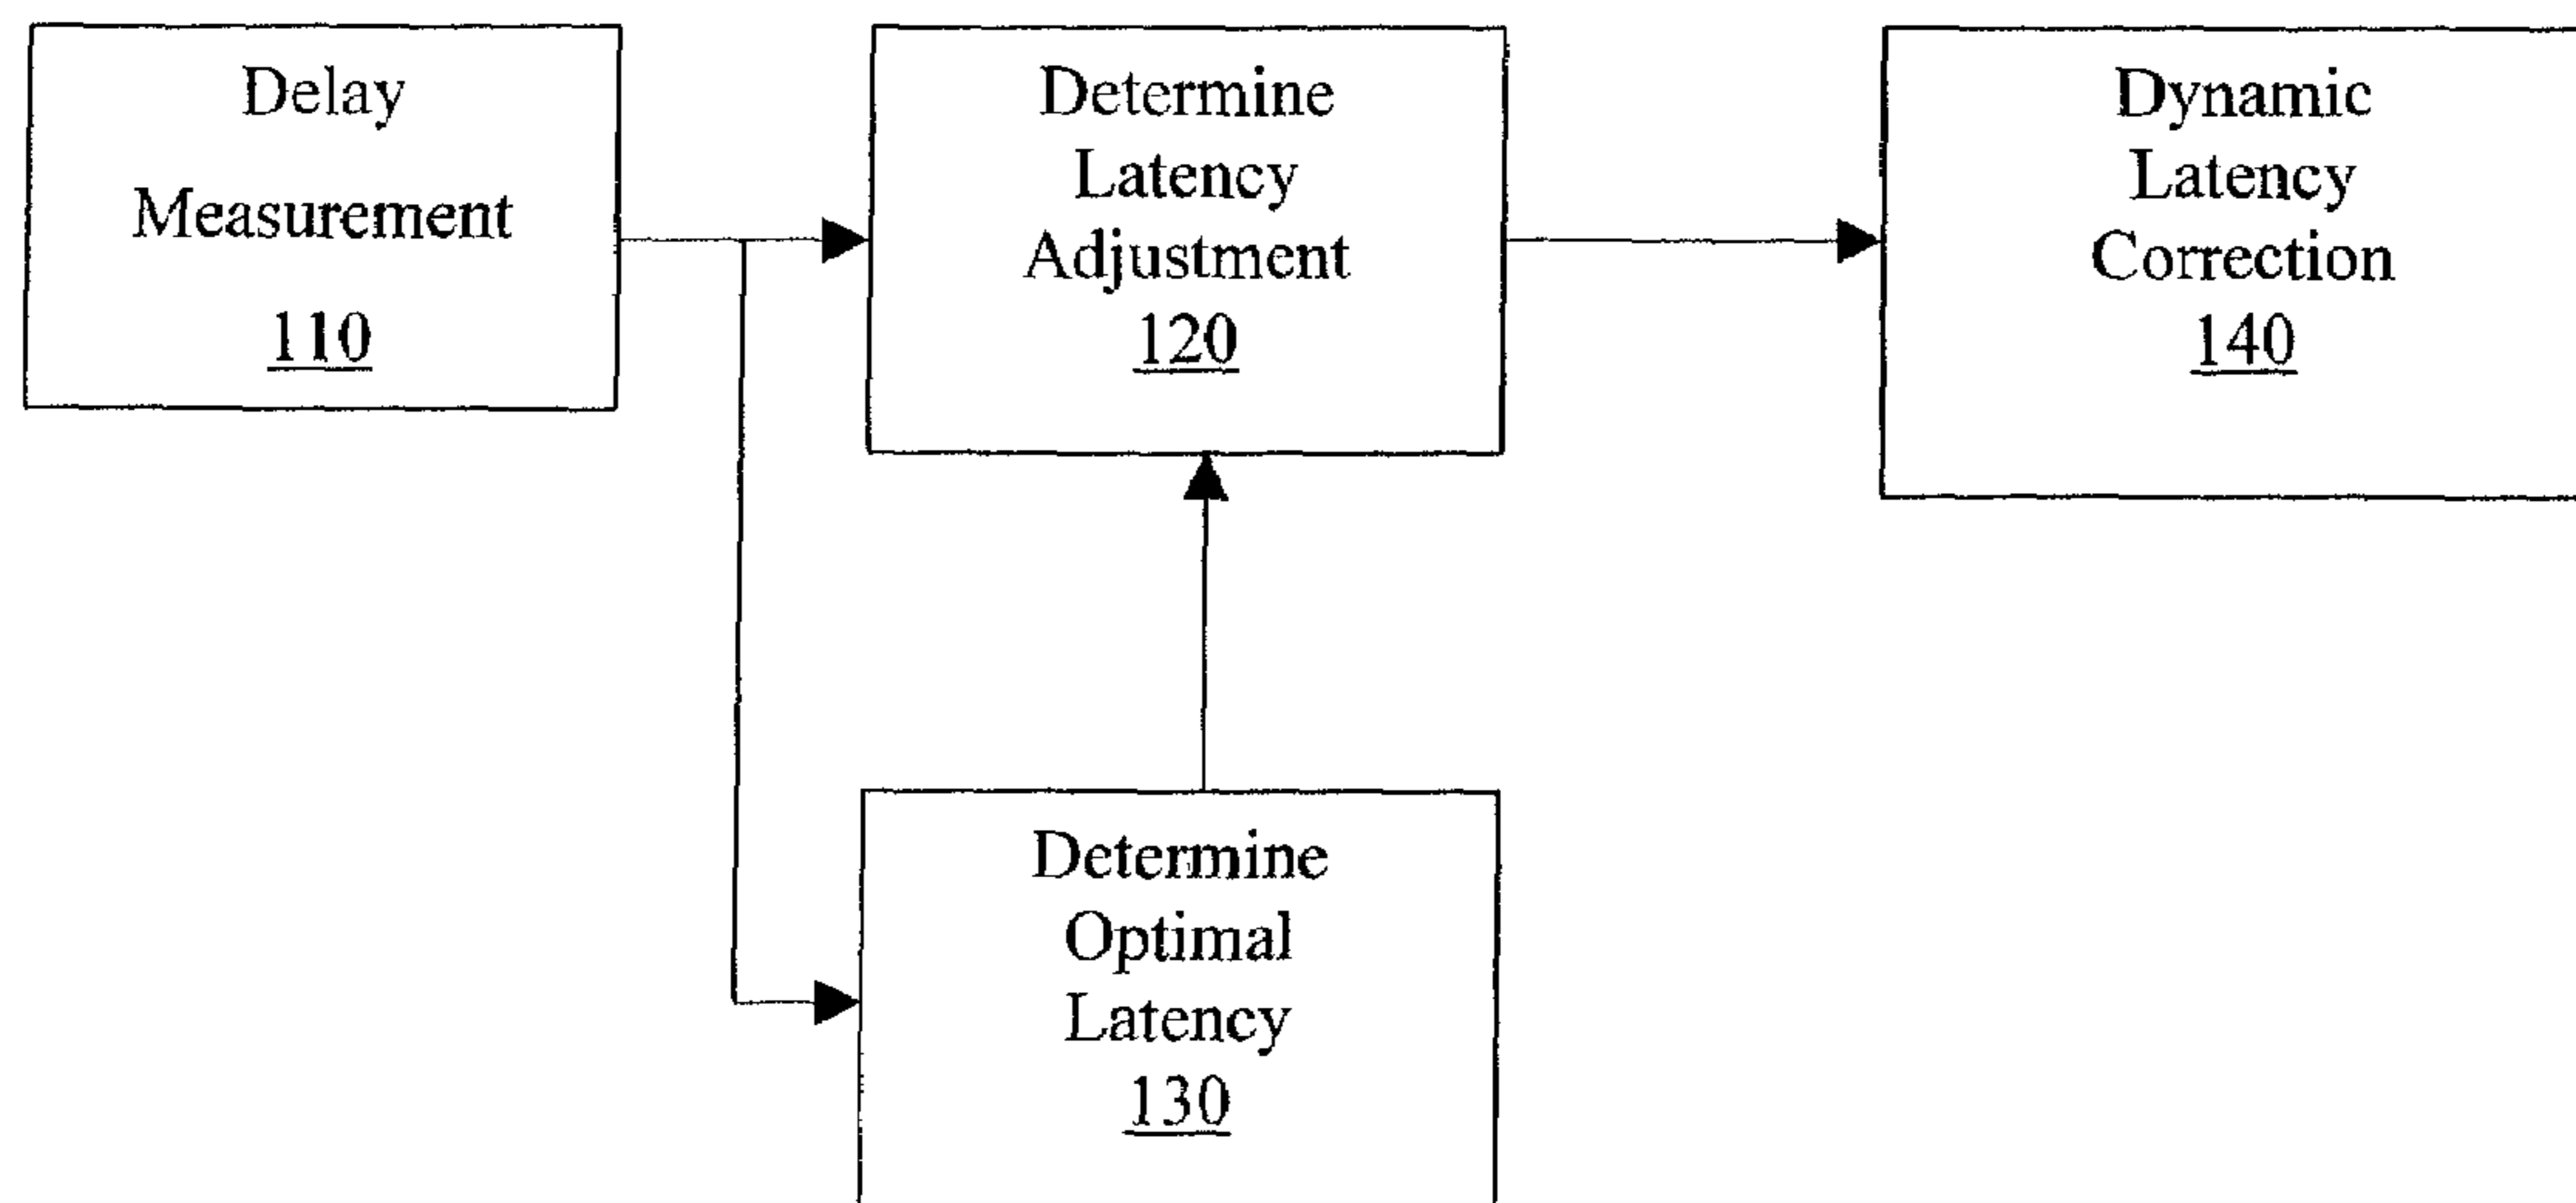 Delay
Measurement
110
Determine
Latency
Adjustment
120
Dynamic
Latency
Correction
140
Determine
Optimal
Latency
130